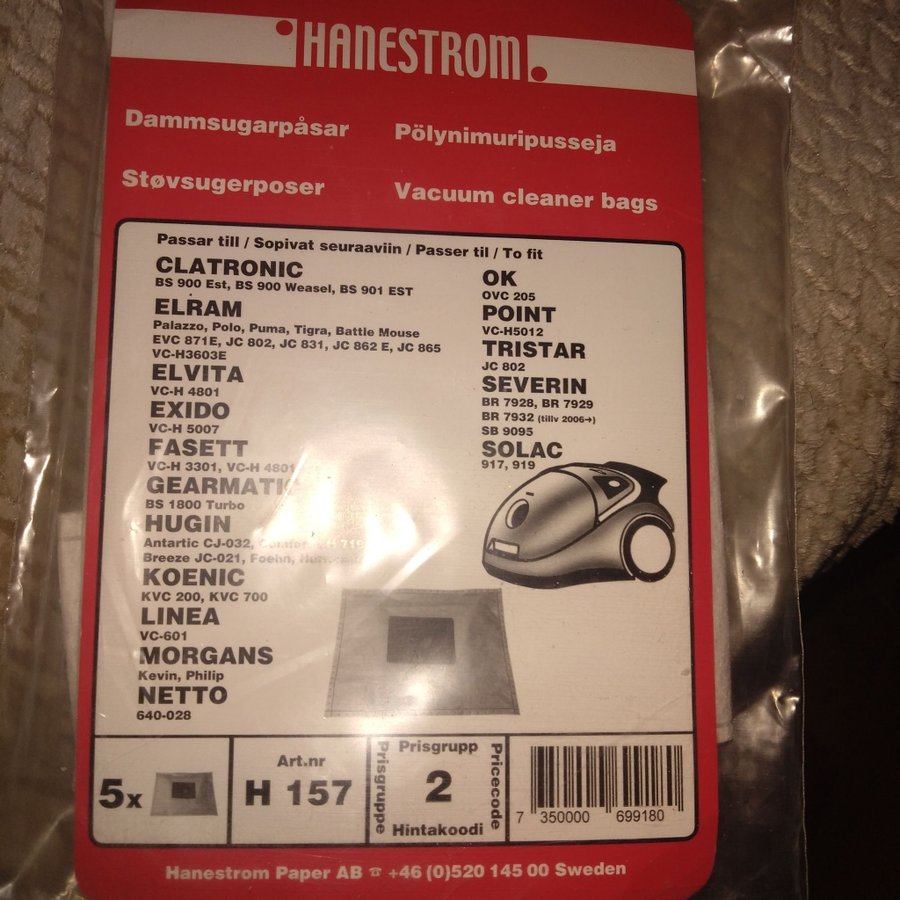 HANESTROM
Dammsugarpåsar
Pölynimuripusseja
Støvsugerposer
Vacuum cleaner bags
Passar till / Sopivat seuraaviin / Passer til / To fit
CLATRONIC
BS 900 Est, BS 900 Weasel, BS 901 EST
ELRAM
Palazzo, Polo, Puma, Tigra, Battle Mouse
EVC 871E, JC 802, JC 831, JC 862 E, JC 865
VC-H3603E
ELVITA
VC-H 4801
EXIDO
VC-H 5007
FASETT
VC-H 3301, VC-H 4801
GEARMATIC
BS 1800 Turbo
HUGIN
Antartic CJ-032,
Breeze JC-021, Foehn,
KOENIC
KVC 200, KVC 700
LINEA
VC-601
MORGANS
Kevin, Philip
NETTO
640-028
OK
OVC 205
POINT
VC-H5012
TRISTAR
JC 802
SEVERIN
BR 7928, BR 7929
BR 7932 (tillv 2006→)
SB 9095
SOLAC
917, 919
5x
Art.nr
H 157
Prisgruppe
Prisgrupp
2
Hintakoodi
Pricecode
7 350000 699180
Hanestrom Paper AB ☎ +46 (0)520 145 00 Sweden